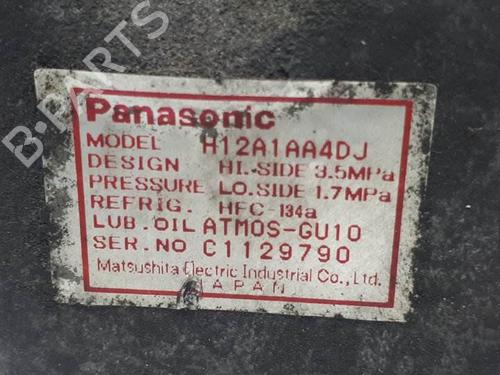 B-PARTS
Panasonic
MODEL H12A1AA4DJ
DESIGN HI.SIDE 3.5MPa
PRESSURE LO.SIDE 1.7MPa
REFRIG. HFC-134a
LUB.OIL ATMOS-GU10
SER.NO C1129790
Matsushita Electric Industrial Co., Ltd.
JAPAN